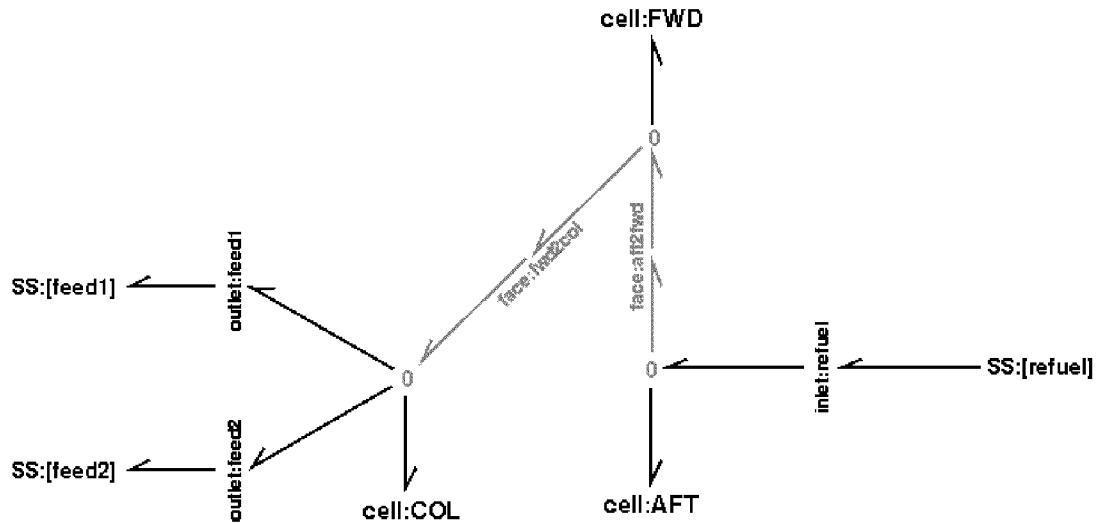 cell:FWD
0
face:fwd2col
face:aft2fwd
outlet:feed1
SS:[feed1]
0
0
inlet:refuel
SS:[refuel]
outlet:feed2
SS:[feed2]
cell:COL
cell:AFT